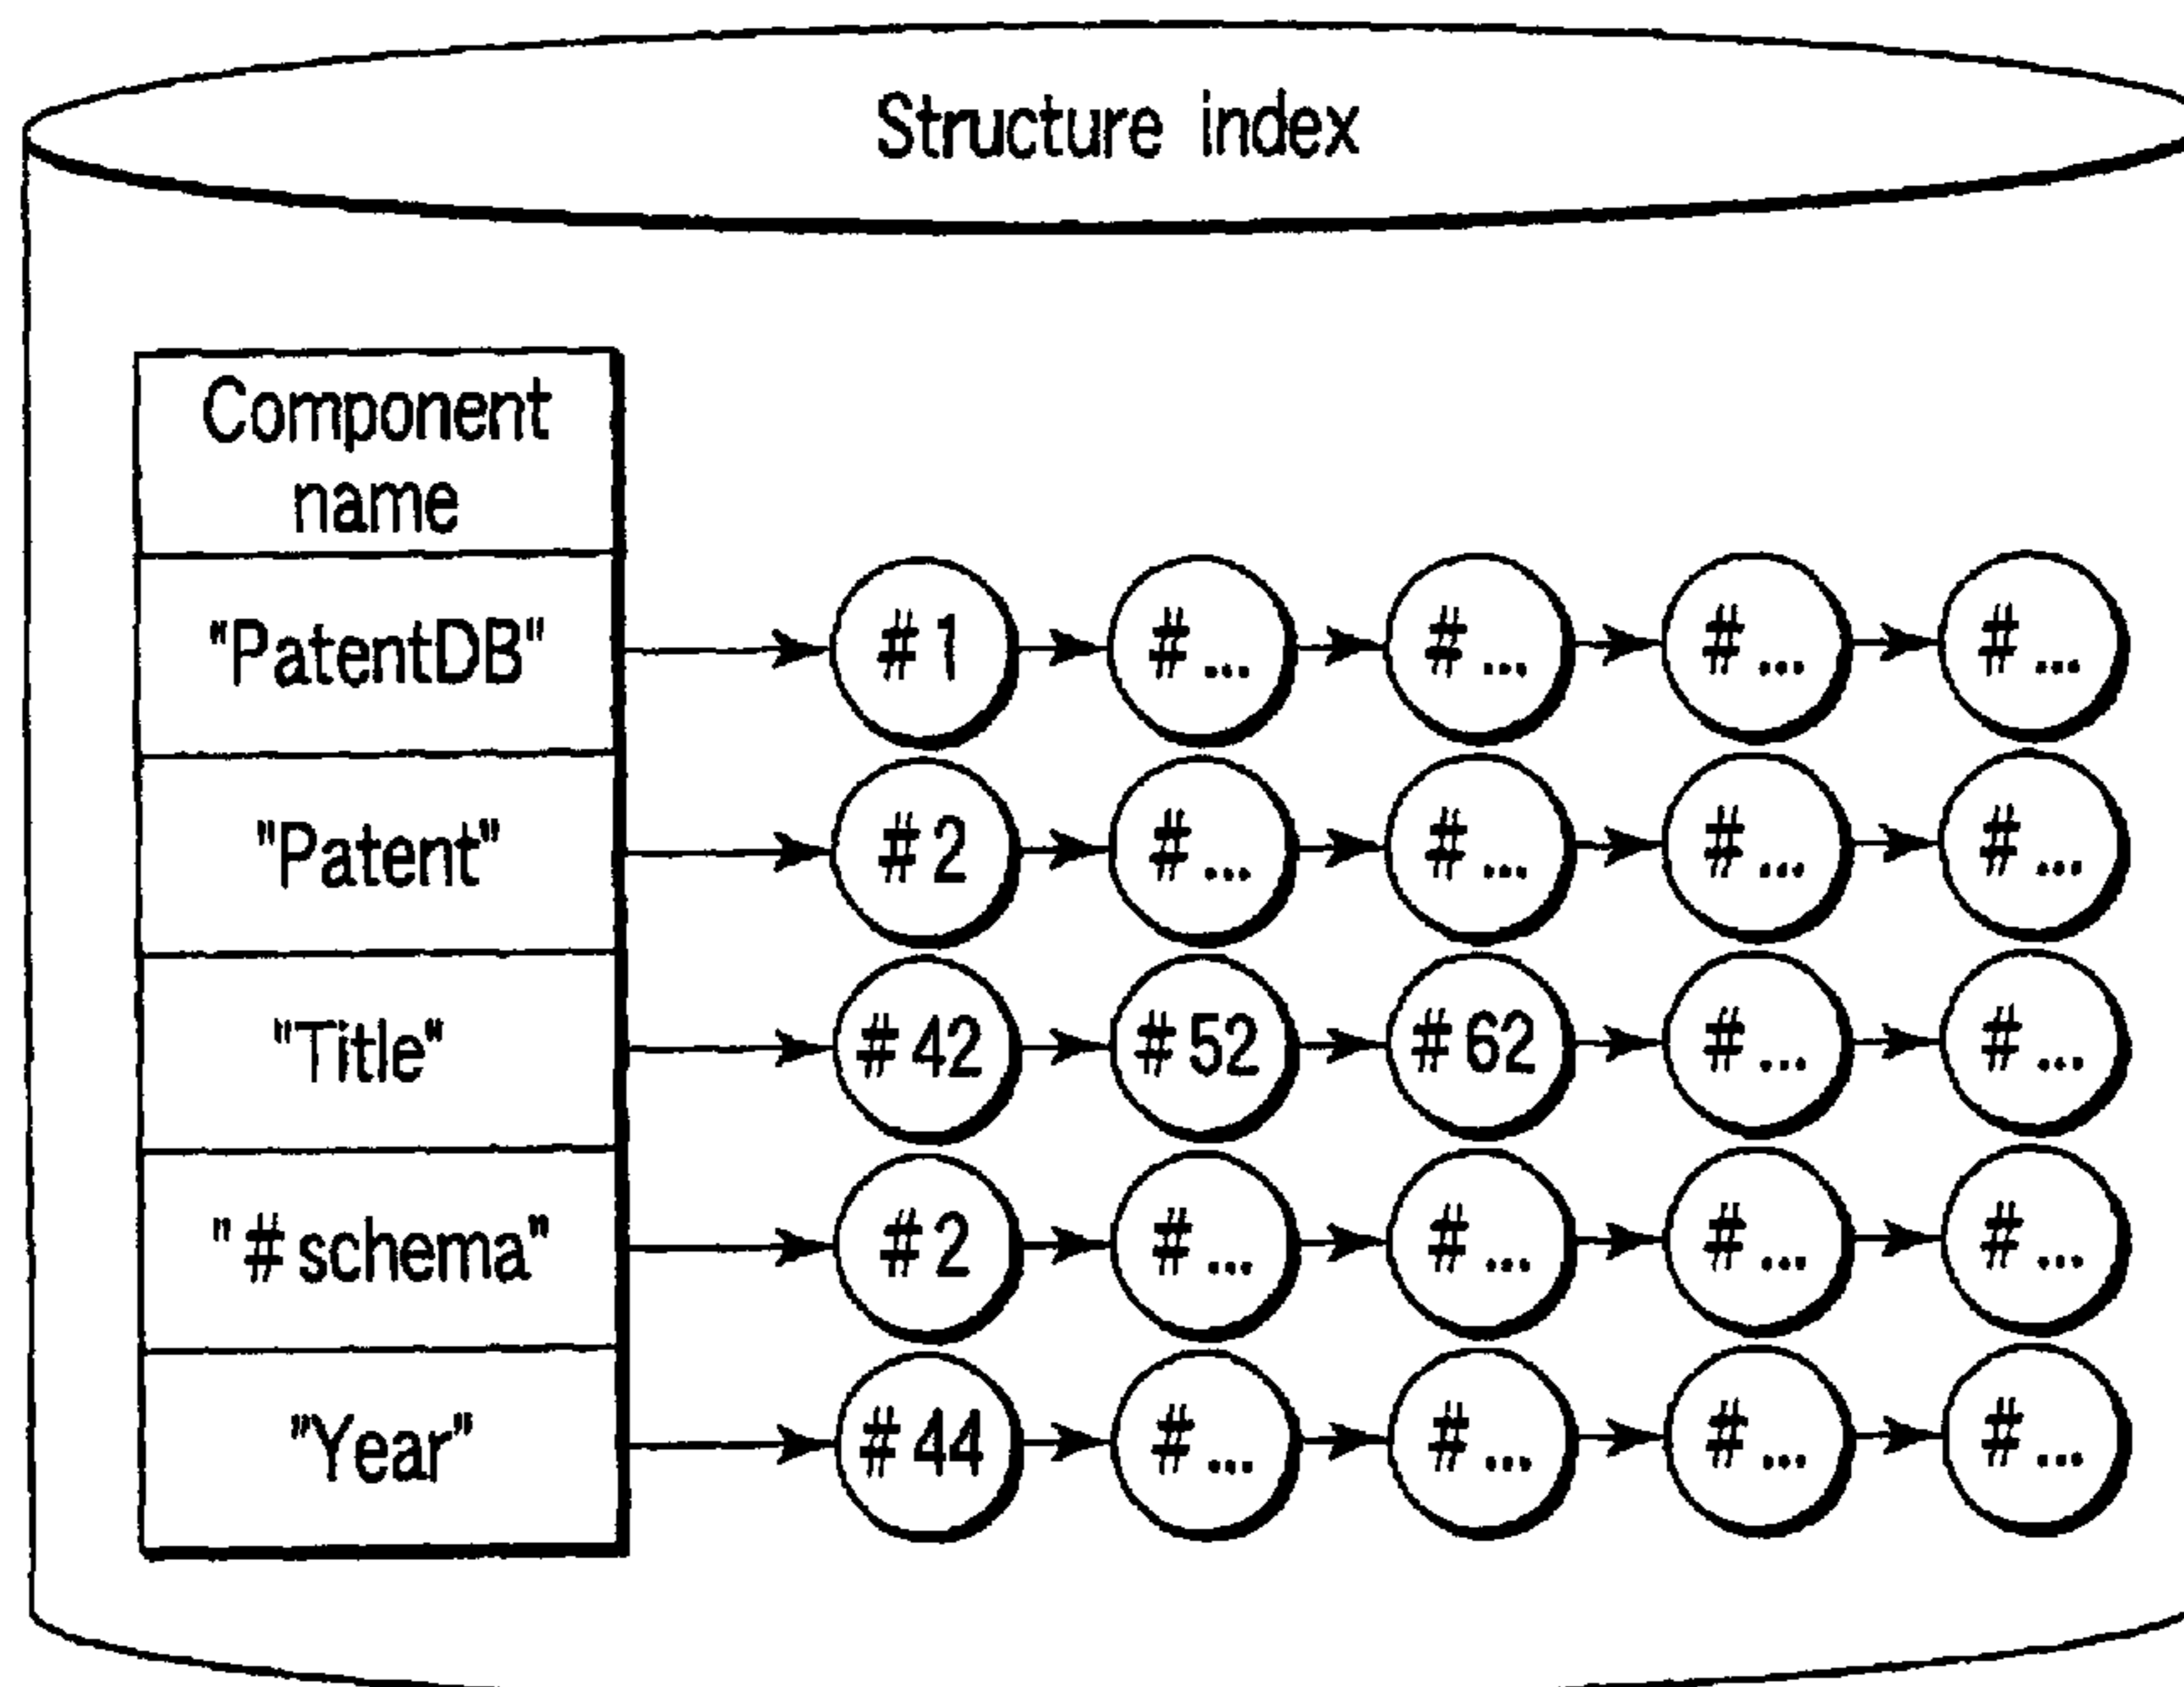 Structure index
Component
name
"PatentDB" #1 #... #... #... #...
"Patent" #2 #... #... #... #...
"Title" #42 #52 #62 #... #...
"#schema" #2 #... #... #... #...
"Year" #44 #... #... #... #...